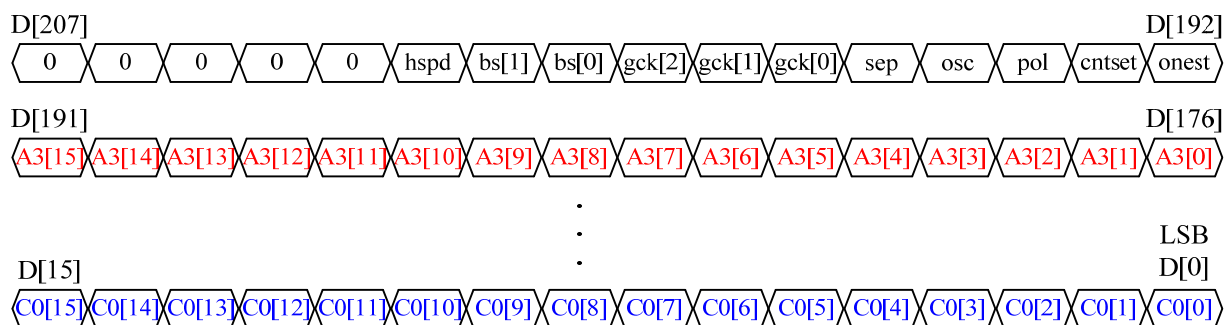 D[207] D[192]
0 0 0 0 0 hspd bs[1] bs[0] gck[2] gck[1] gck[0] sep osc pol cntset onest
D[191] D[176]
A3[15] A3[14] A3[13] A3[12] A3[11] A3[10] A3[9] A3[8] A3[7] A3[6] A3[5] A3[4] A3[3] A3[2] A3[1] A3[0]
LSB
D[15] D[0]
C0[15] C0[14] C0[13] C0[12] C0[11] C0[10] C0[9] C0[8] C0[7] C0[6] C0[5] C0[4] C0[3] C0[2] C0[1] C0[0]